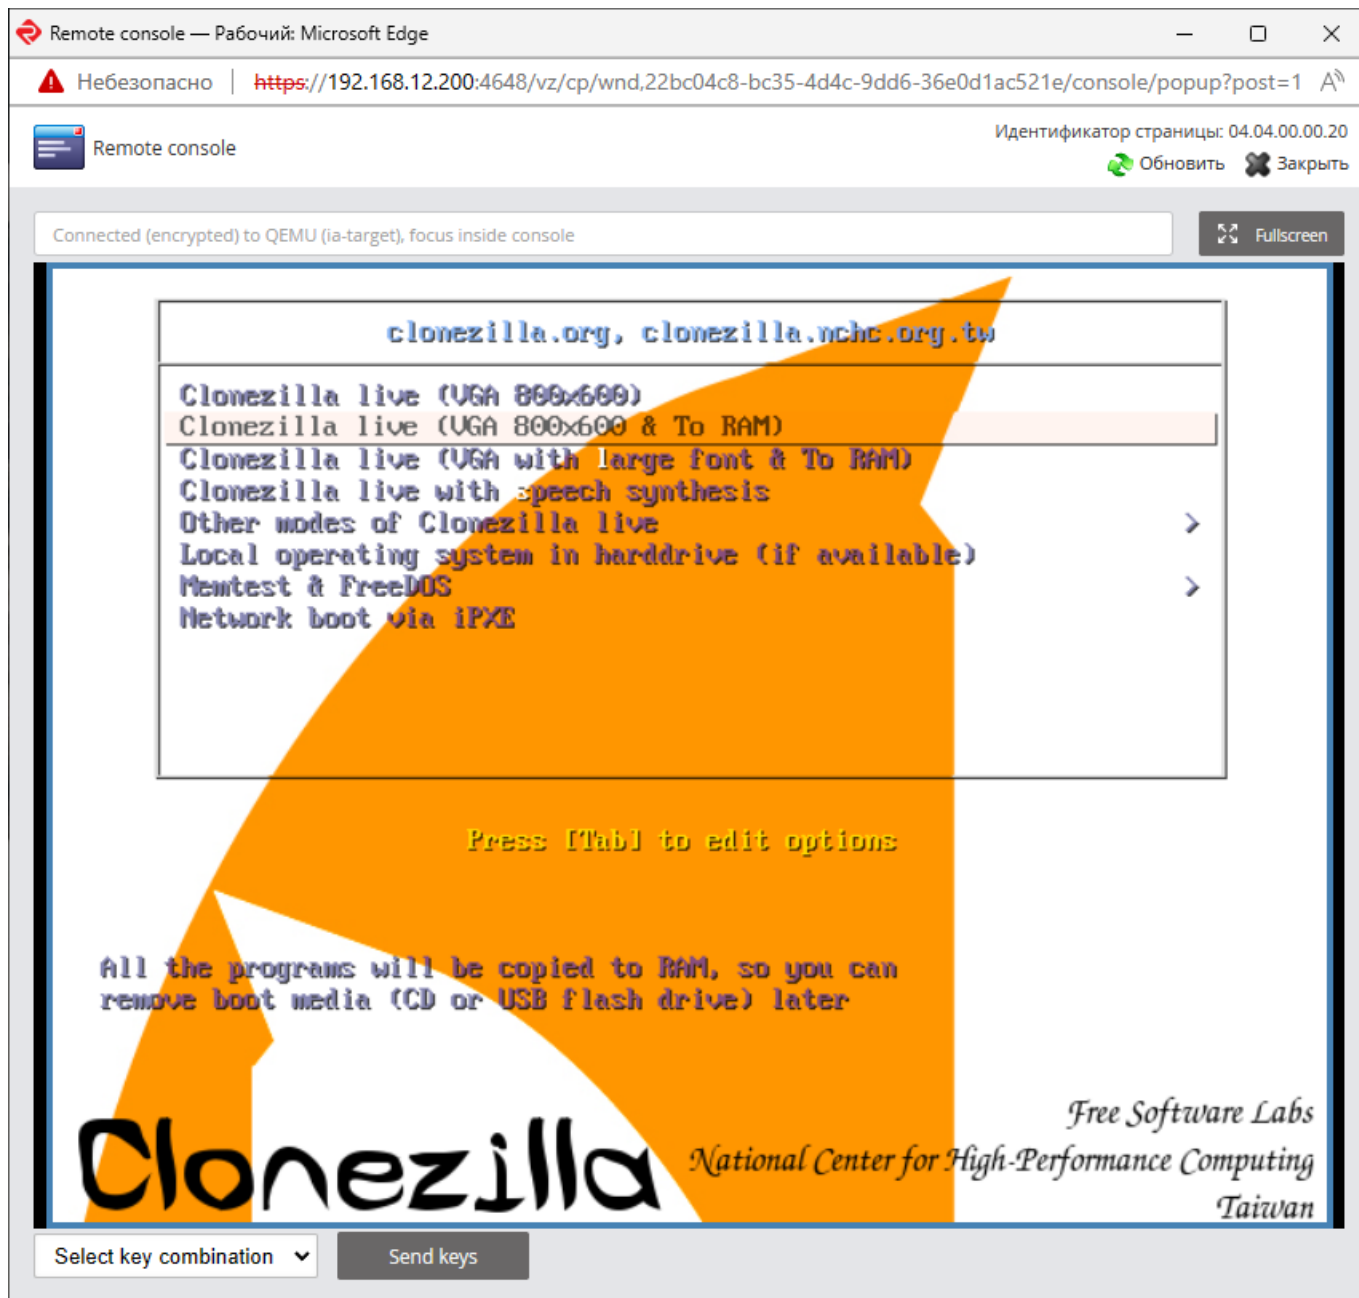 Remote console — Рабочий: Microsoft Edge
Небезопасно https://192.168.12.200:4648/vz/cp/wnd,22bc04c8-bc35-4d4c-9dd6-36e0d1ac521e/console/popup?post=1 A
Remote console
Идентификатор страницы: 04.04.00.00.20
Обновить Закрыть
Connected (encrypted) to QEMU (ia-target), focus inside console
Fullscreen
clonezilla.org, clonezilla.nchc.org.tw
Clonezilla live (VGA 800x600)
Clonezilla live (VGA 800x600 & To RAM)
Clonezilla live (VGA with large font & To RAM)
Clonezilla live with speech synthesis
Other modes of Clonezilla live >
Local operating system in harddrive (if available)
Memtest & FreeDOS >
Network boot via iPXE
Press [Tab] to edit options
All the programs will be copied to RAM, so you can
remove boot media (CD or USB flash drive) later
Clonezilla
Free Software Labs
National Center for High-Performance Computing
Taiwan
Select key combination
Send keys